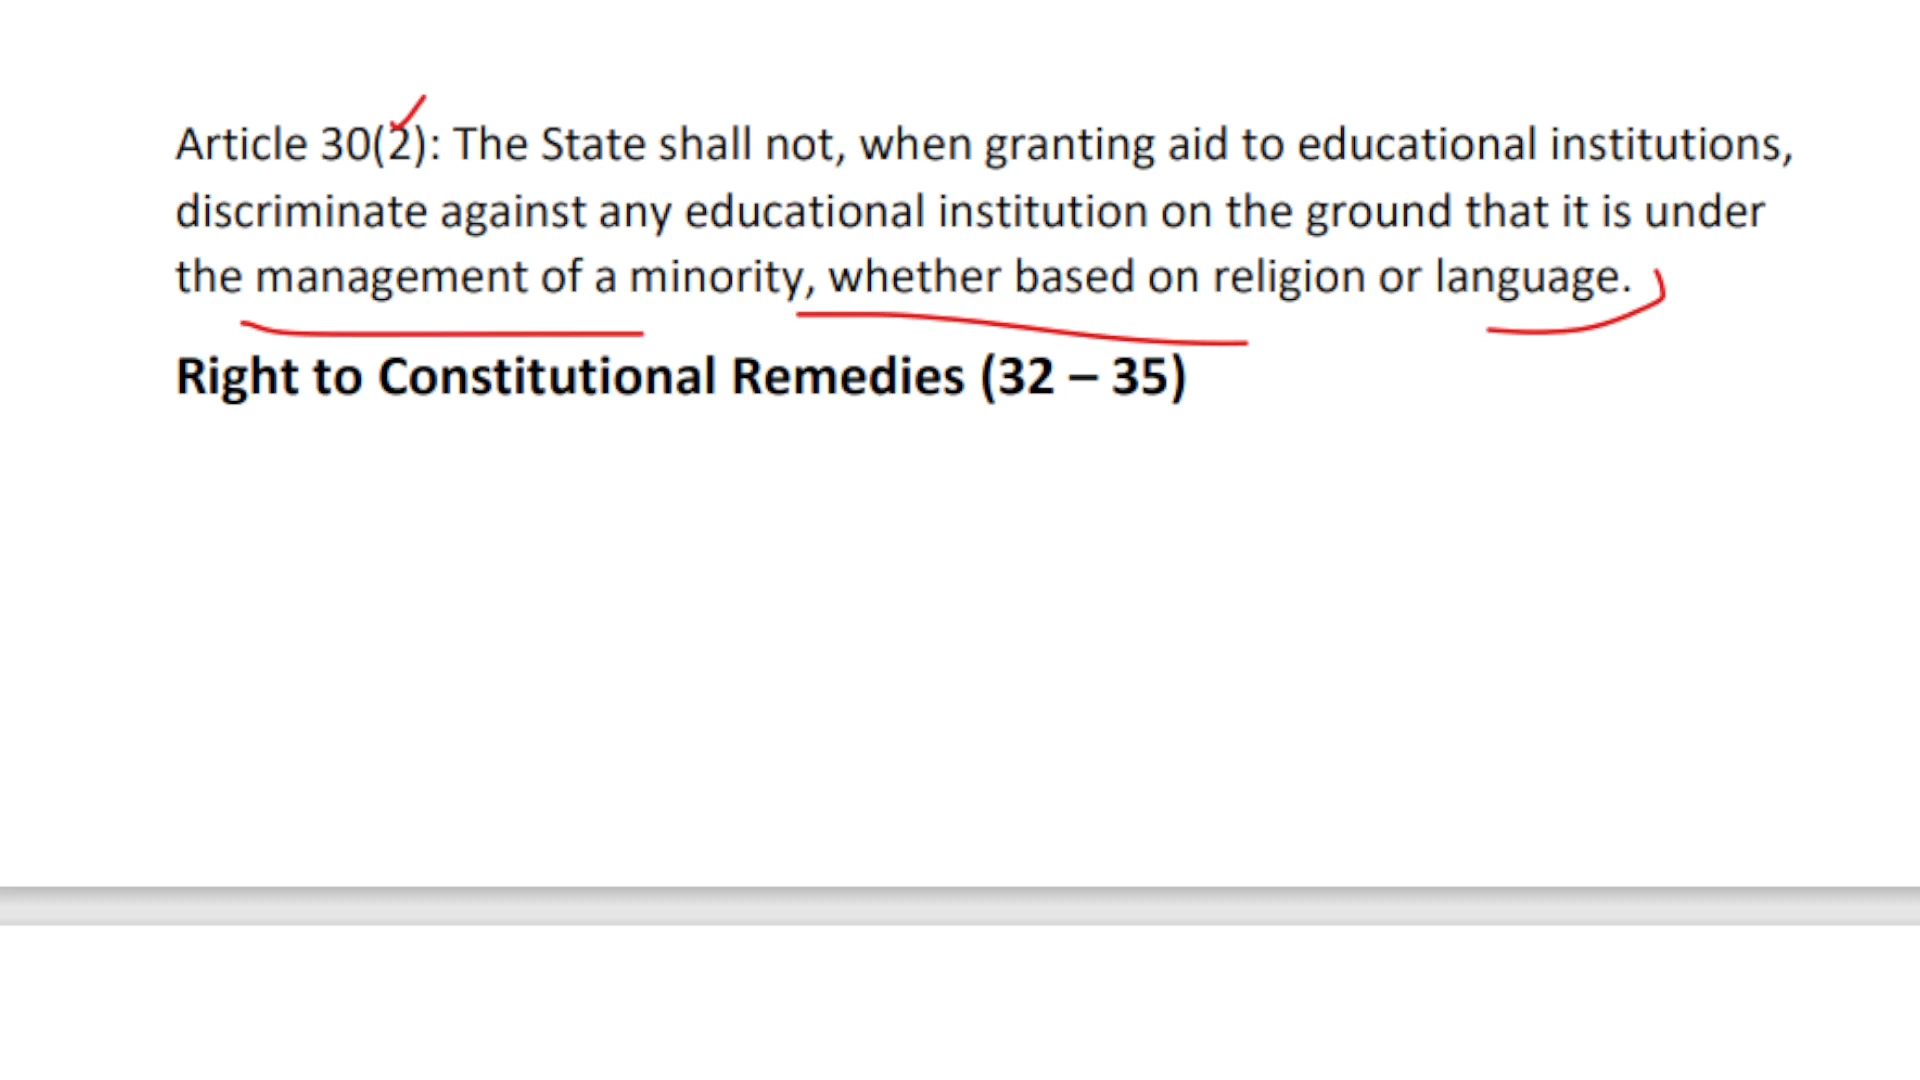 Article 30(2): The State shall not, when granting aid to educational institutions,
discriminate against any educational institution on the ground that it is under
the management of a minority, whether based on religion or language.
Right to Constitutional Remedies (32 – 35)